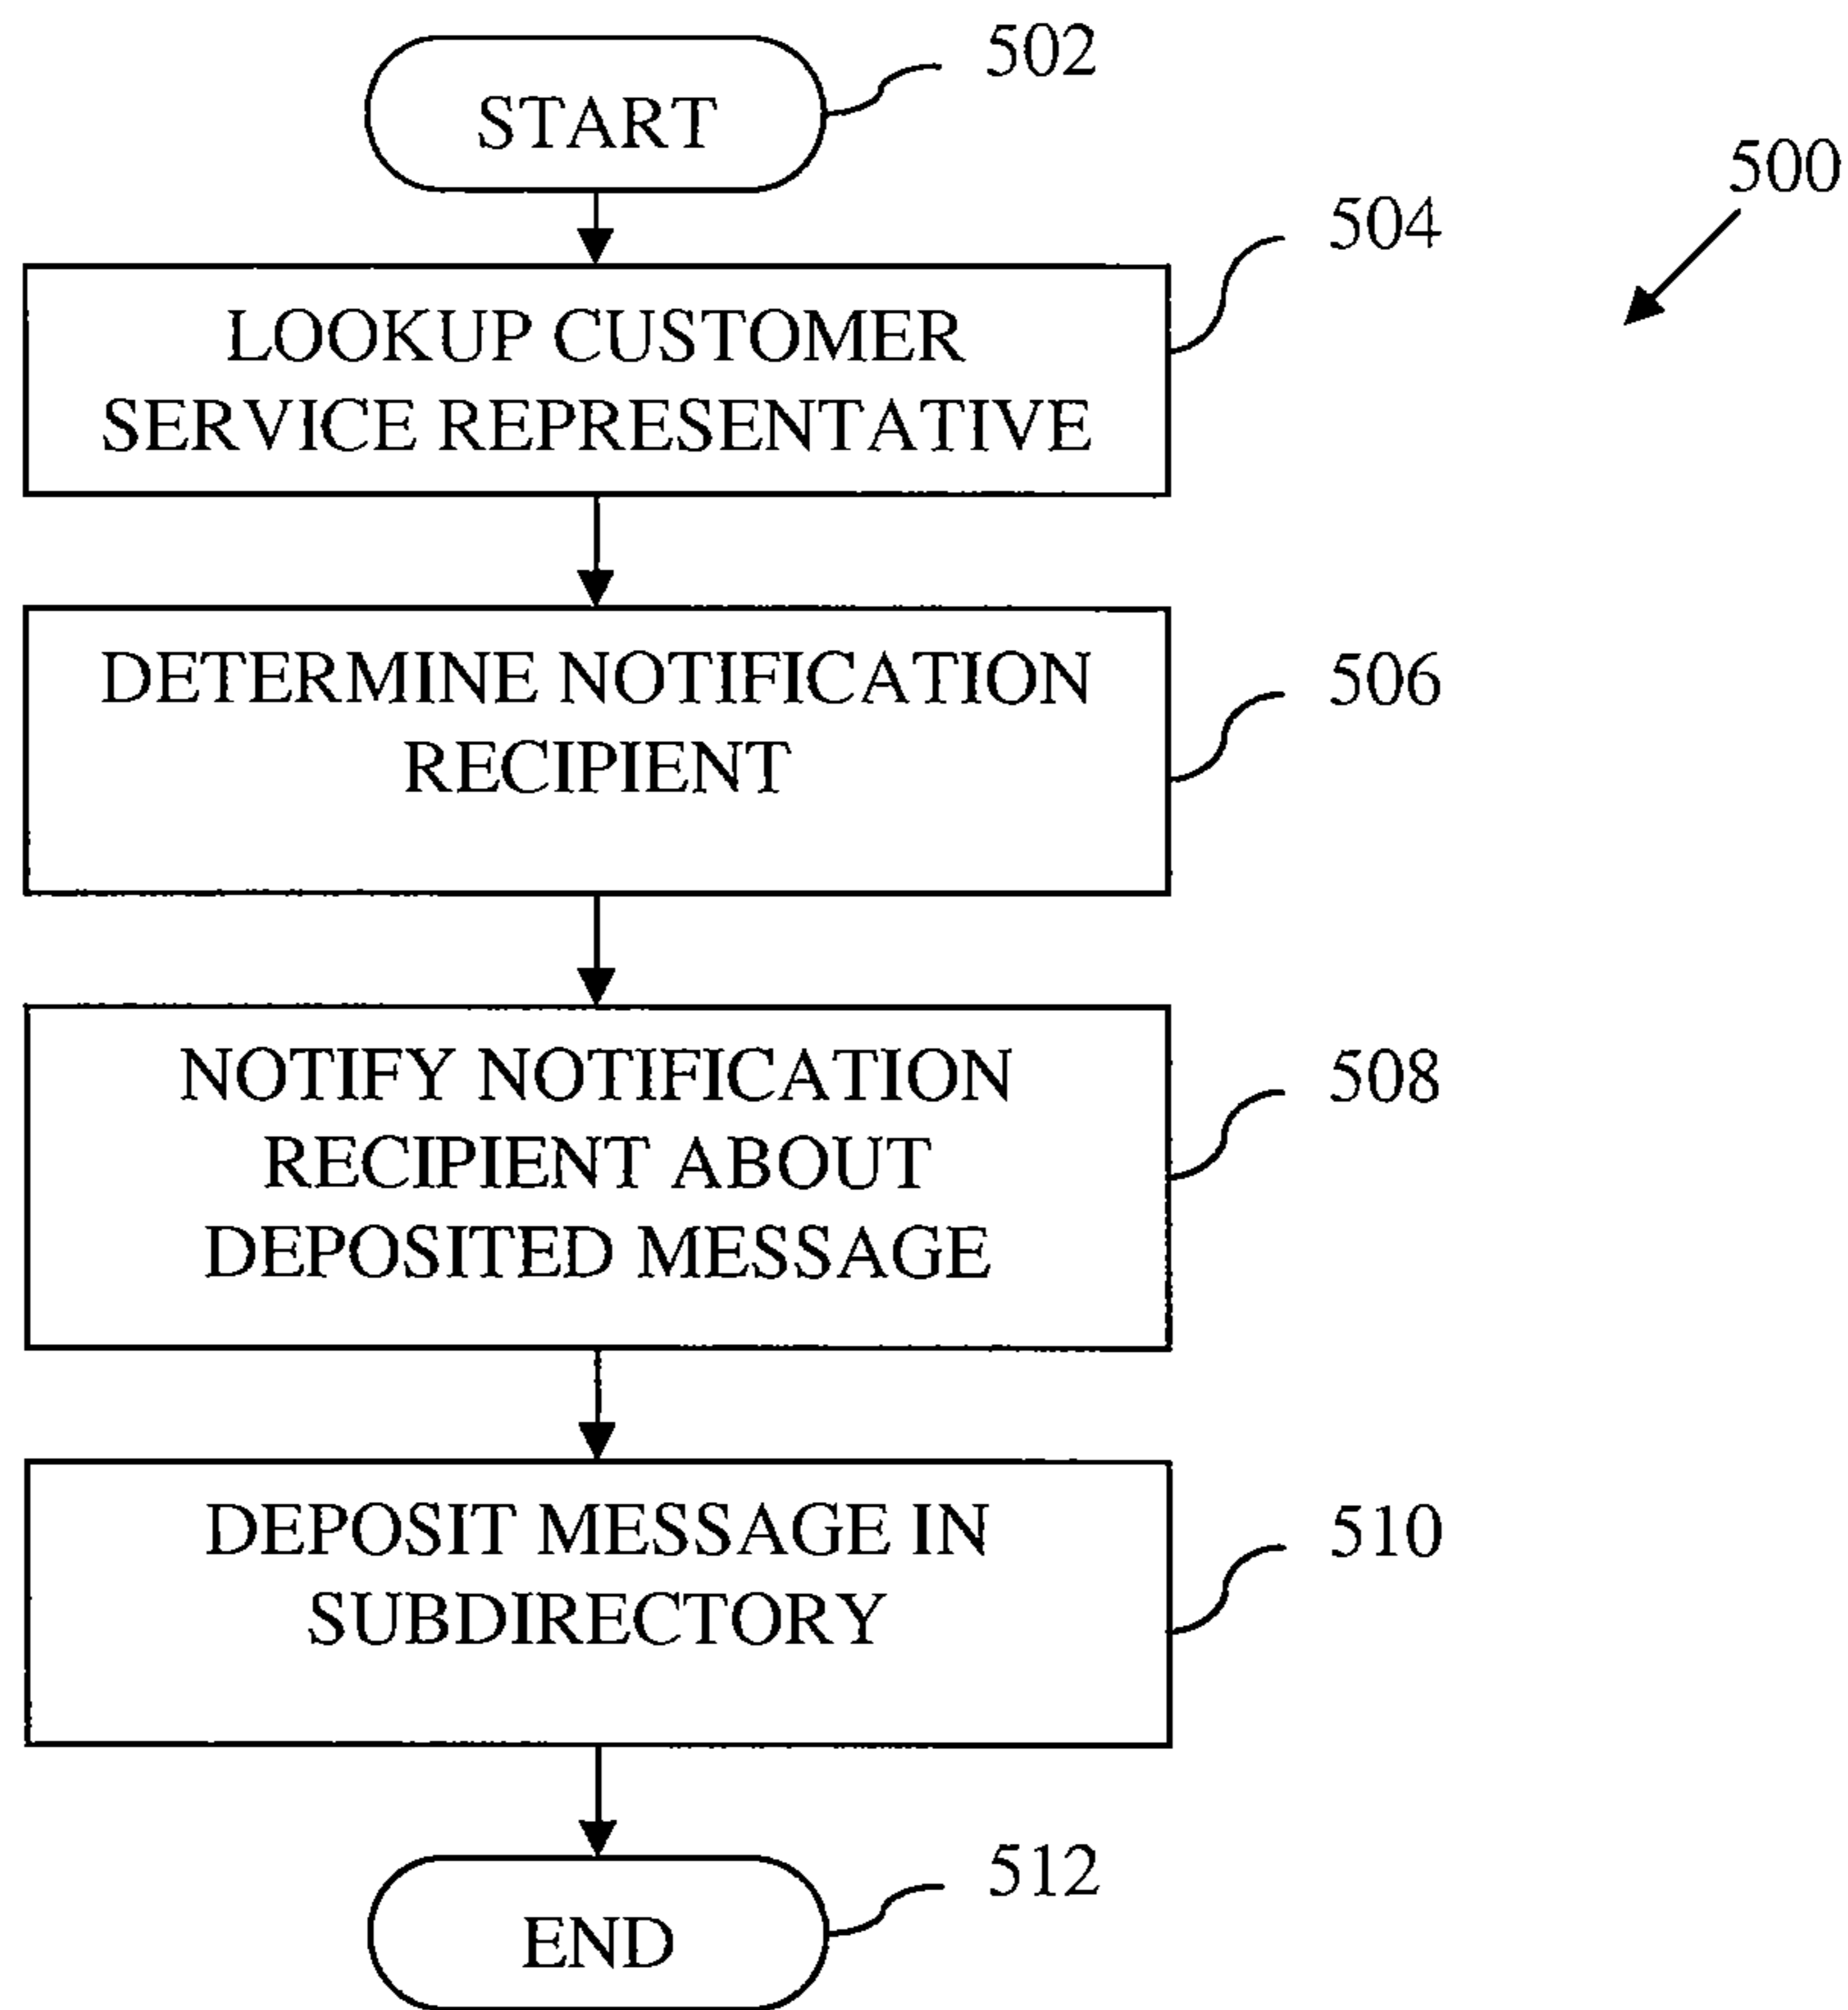 START
502
500
504
LOOKUP CUSTOMER
SERVICE REPRESENTATIVE
DETERMINE NOTIFICATION
RECIPIENT
506
NOTIFY NOTIFICATION
RECIPIENT ABOUT
DEPOSITED MESSAGE
508
DEPOSIT MESSAGE IN
SUBDIRECTORY
510
END
512